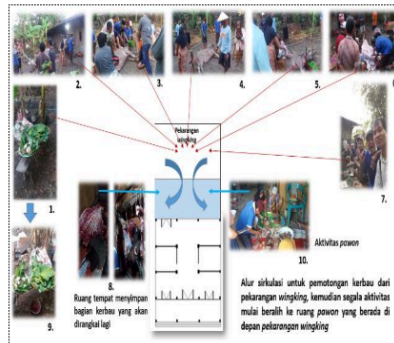 2.
3.
4.
5.
6.
1.
Pekarangan
wingking
7.
8.
Ruang tempat menyimpan
bagian kerbau yang akan
dirangkai lagi
9.
10.
Aktivitas pawon
Alur sirkulasi untuk pemotongan kerbau dari
pekarangan wingking, kemudian segala aktivitas
mulai beralih ke ruang pawon yang berada di
depan pekarangan wingking